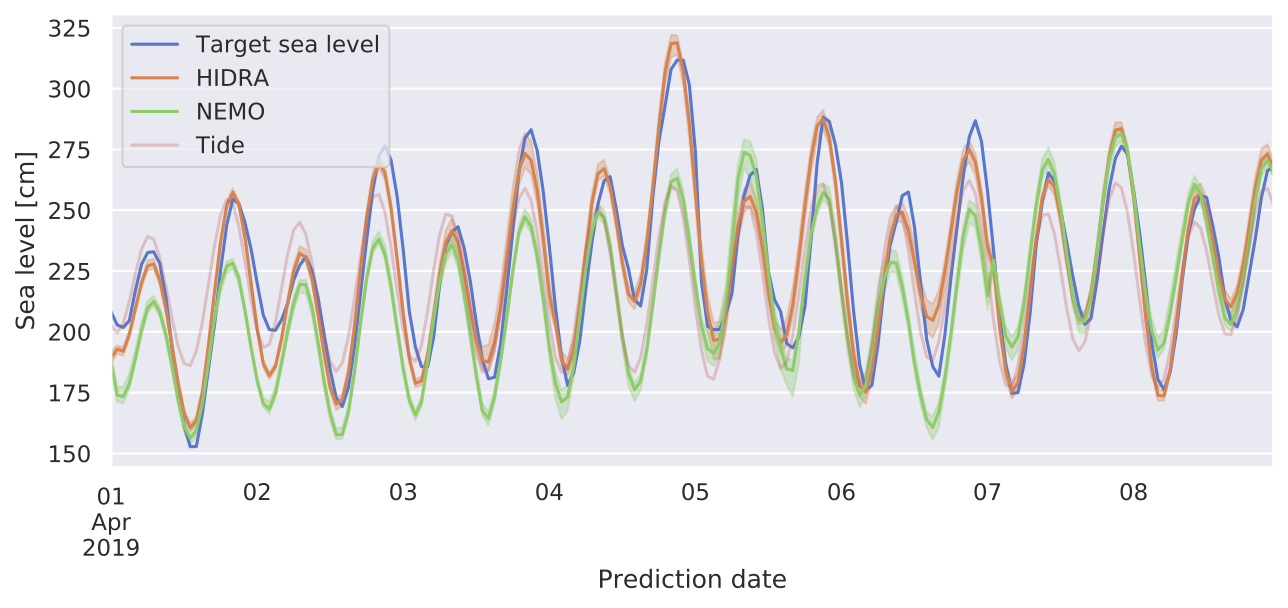 Sea level [cm]
325
300
275
250
225
200
175
150
Target sea level
HIDRA
NEMO
Tide
01
Apr
2019
02
03
04
05
06
07
08
Prediction date